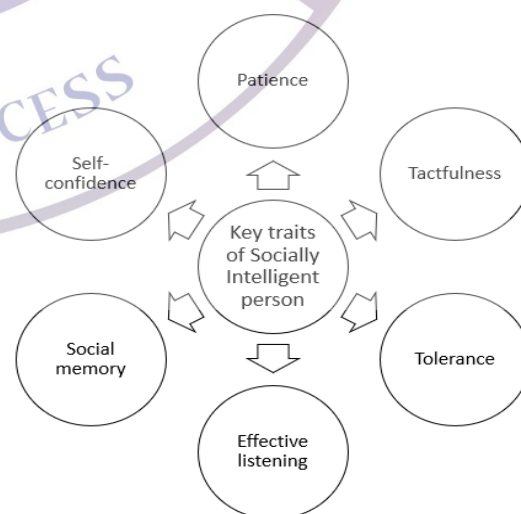 CESS
Patience
Self-
confidence
Tactfulness
Key traits
of Socially
Intelligent
person
Social
memory
Tolerance
Effective
listening